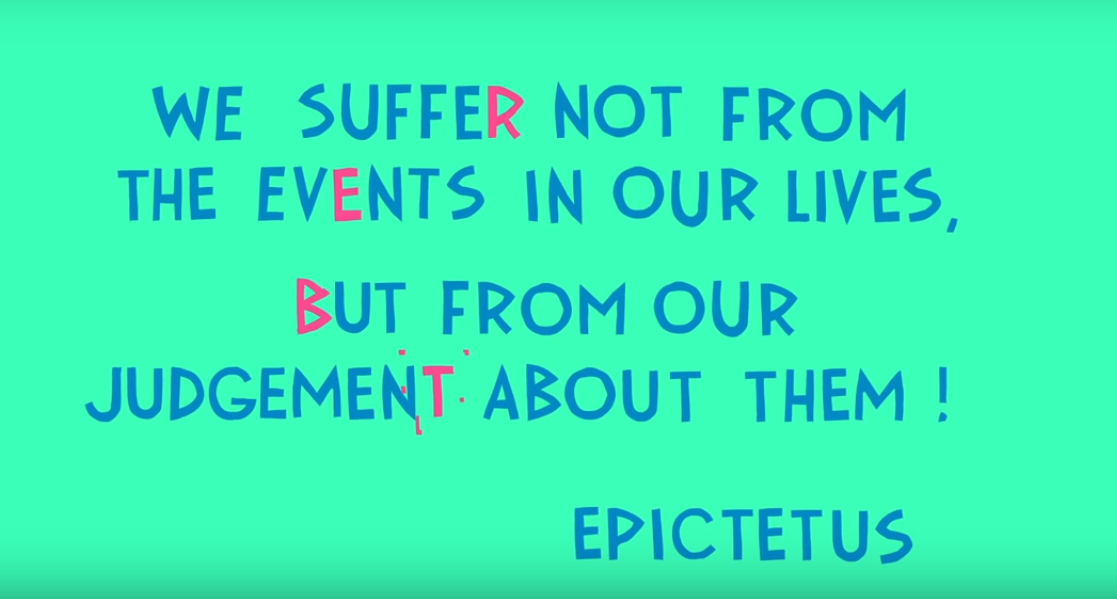 WE SUFFER NOT FROM
THE EVENTS IN OUR LIVES,
BUT FROM OUR
JUDGEMENT ABOUT THEM !
EPICTETUS